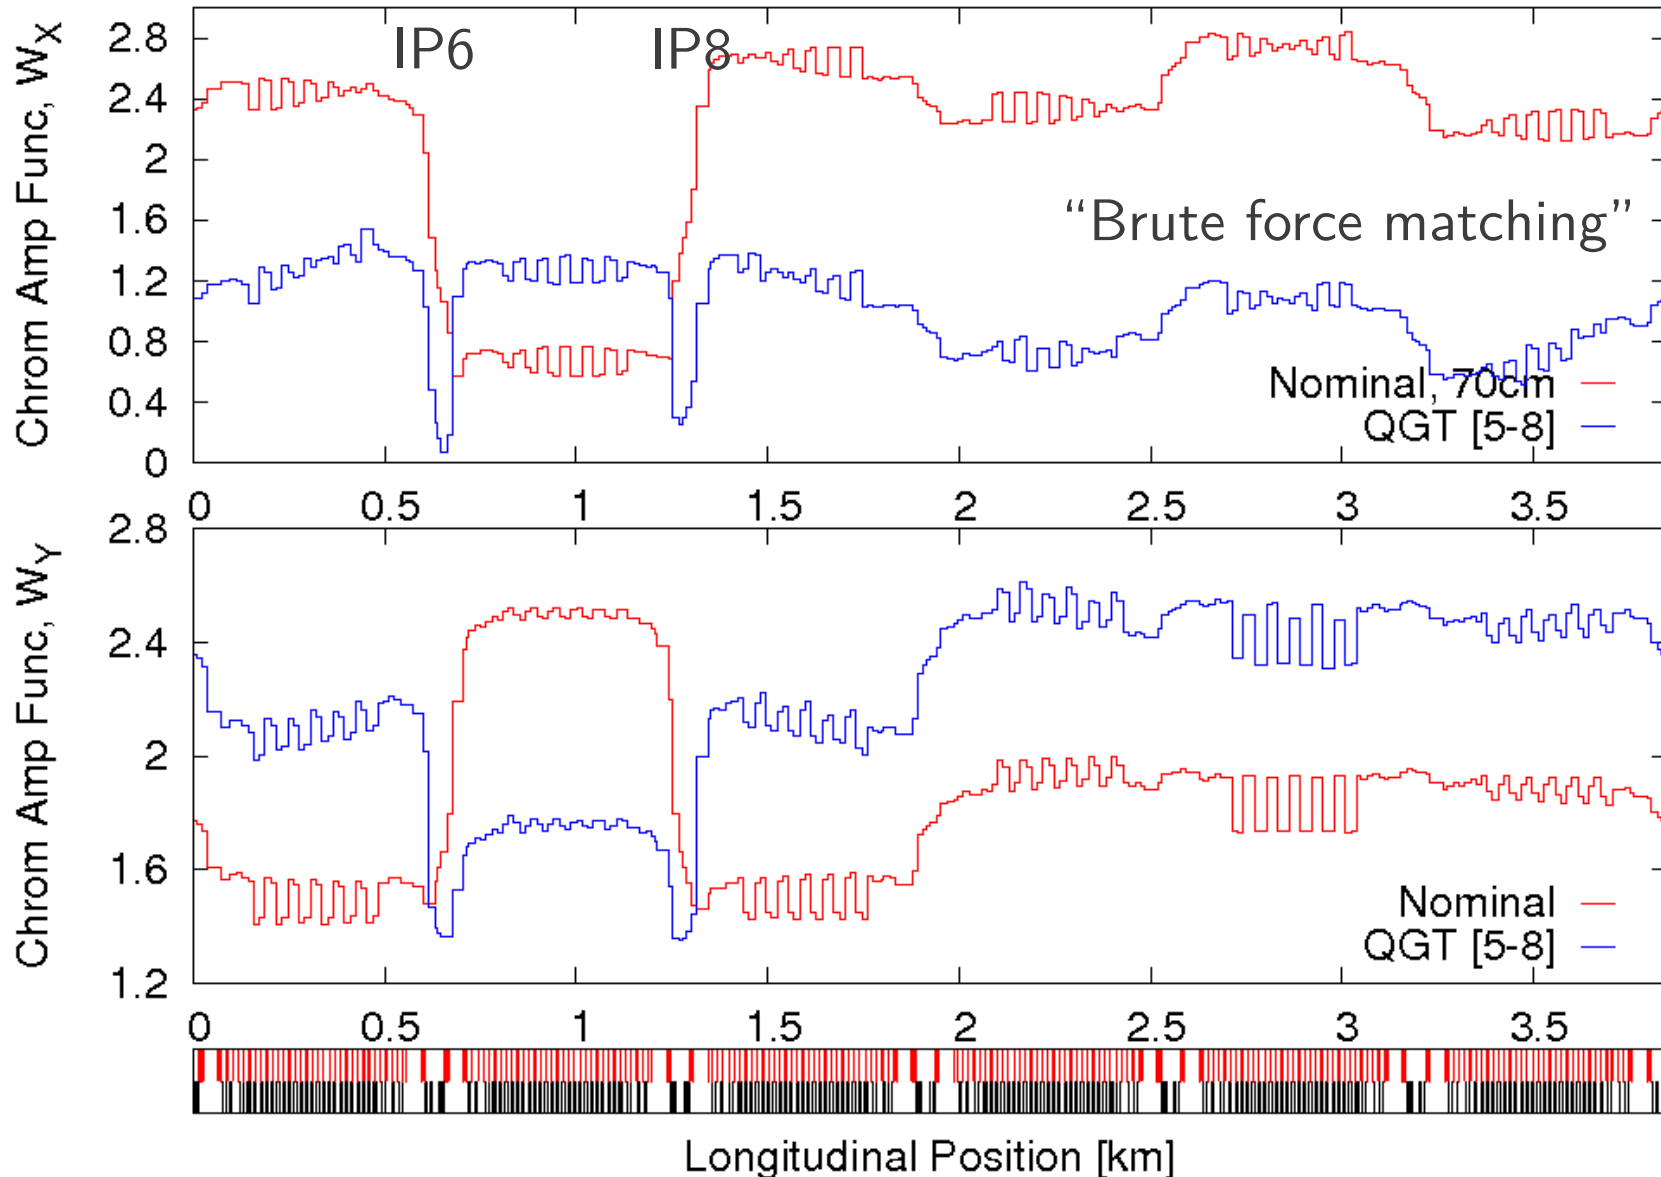 Chrom Amp Func, W_X
2.8
2.4
2
1.6
1.2
0.8
0.4
0
IP6
IP8
“Brute force matching”
Nominal, 70cm
QGT [5-8]
0 0.5 1 1.5 2 2.5 3 3.5
Chrom Amp Func, W_Y
2.8
2.4
2
1.6
1.2
Nominal
QGT [5-8]
0 0.5 1 1.5 2 2.5 3 3.5
Longitudinal Position [km]